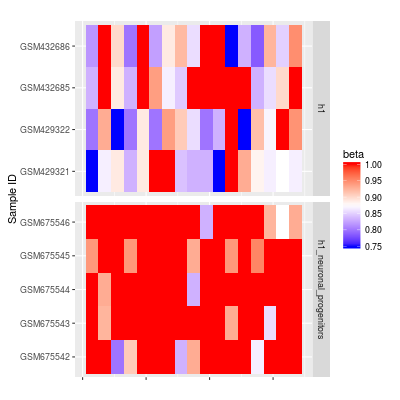 Sample ID
GSM432686
GSM432685
GSM429322
GSM429321
h1
GSM675546
GSM675545
GSM675544
GSM675543
GSM675542
h1_neuronal_progenitors
beta
1.00
0.95
0.90
0.85
0.80
0.75